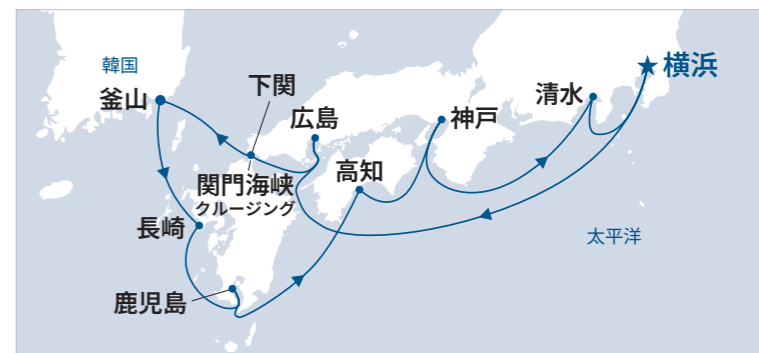 韓国
釜山
下関
広島
神戸
清水
横浜
関門海峡
クルージング
高知
長崎
太平洋
鹿児島